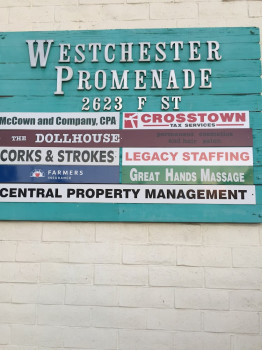 WESTCHESTER
PROMENADE
2623 F ST
McCown and Company, CPA
CROSSTOWN
TAX SERVICES
THE DOLLHOUSE
CORKS & STROKES
LEGACY STAFFING
FARMERS
INSURANCE
GREAT HANDS MASSAGE
CENTRAL PROPERTY MANAGEMENT